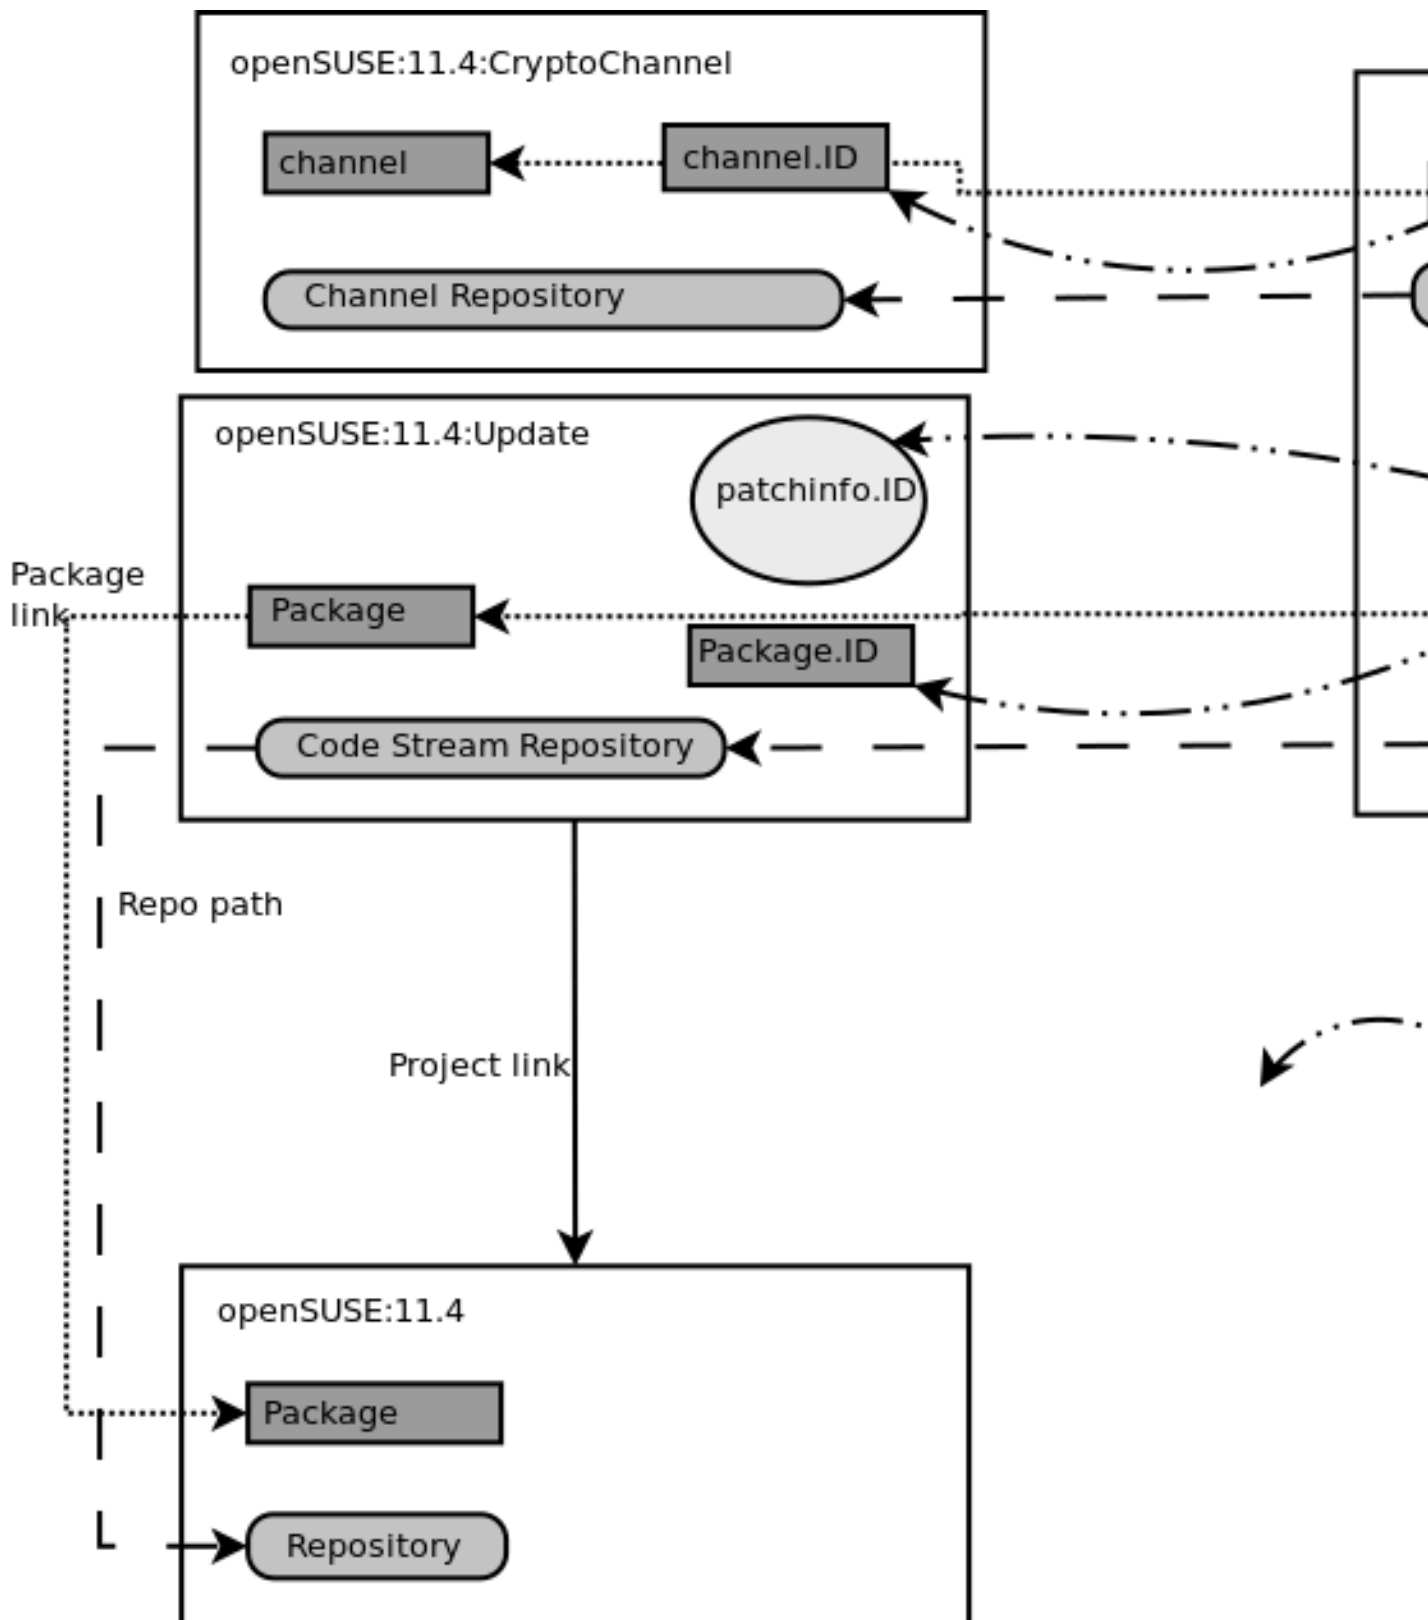 openSUSE:11.4:CryptoChannel
channel
channel.ID
Channel Repository
openSUSE:11.4:Update
patchinfo.ID
Package
link
Package
Package.ID
Code Stream Repository
Repo path
Project link
openSUSE:11.4
Package
Repository